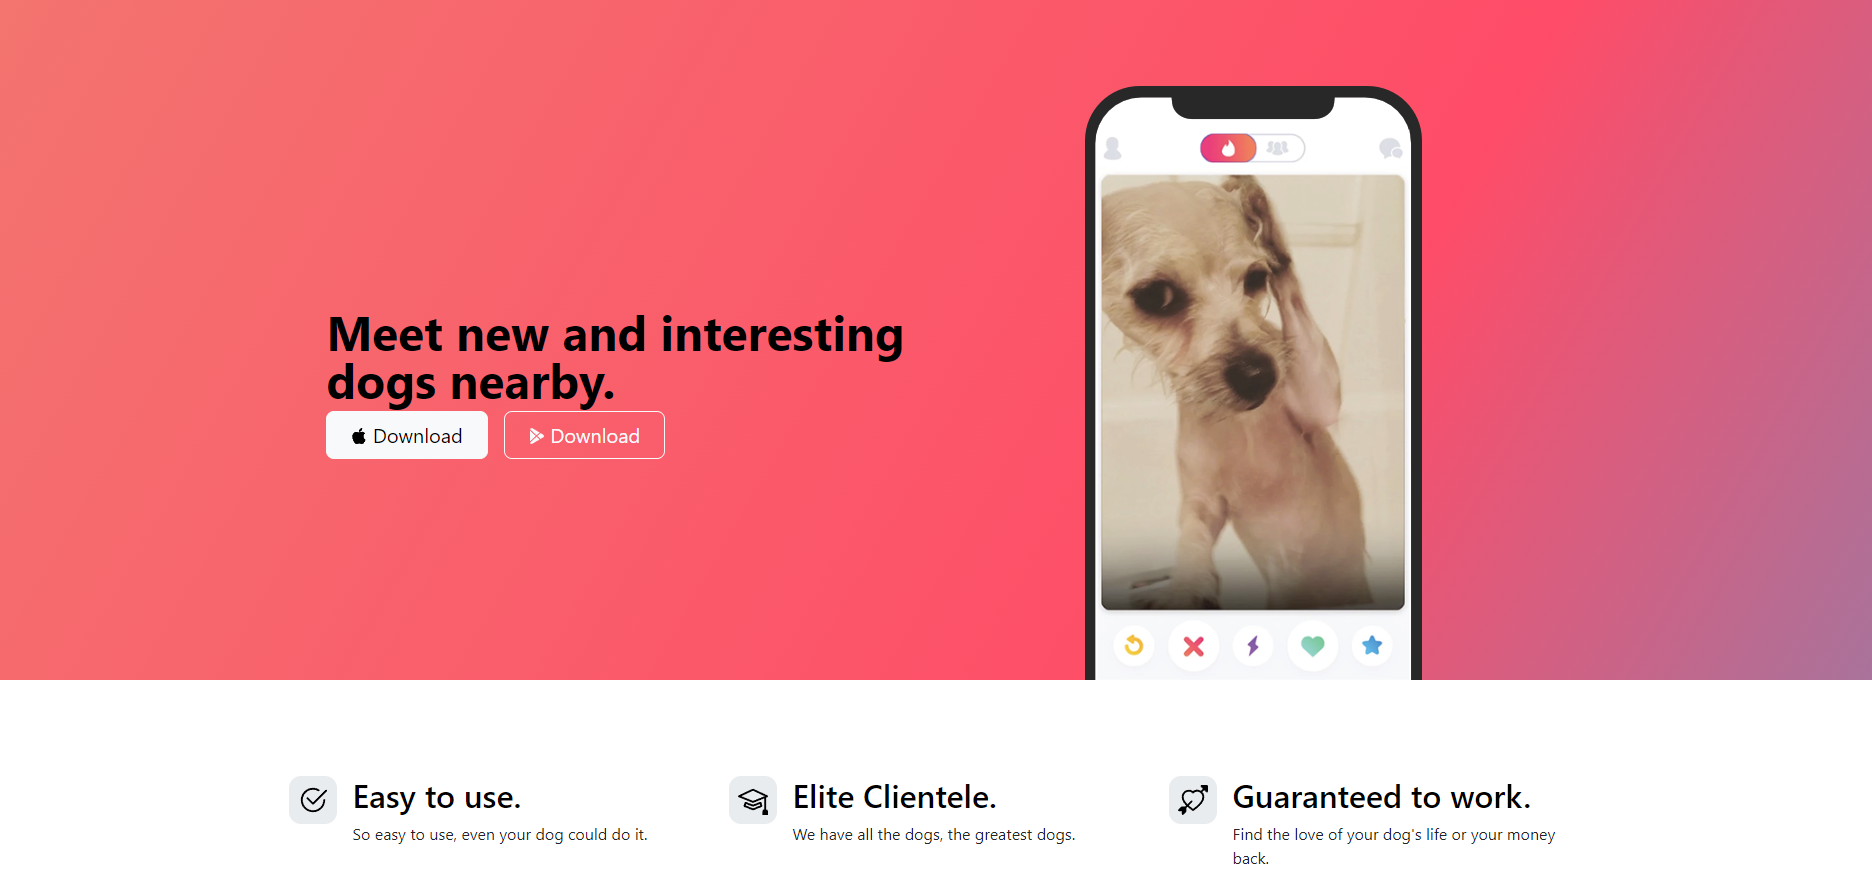 Meet new and interesting
dogs nearby.
Download
Download
Easy to use.
So easy to use, even your dog could do it.
Elite Clientele.
We have all the dogs, the greatest dogs.
Guaranteed to work.
Find the love of your dog's life or your money
back.